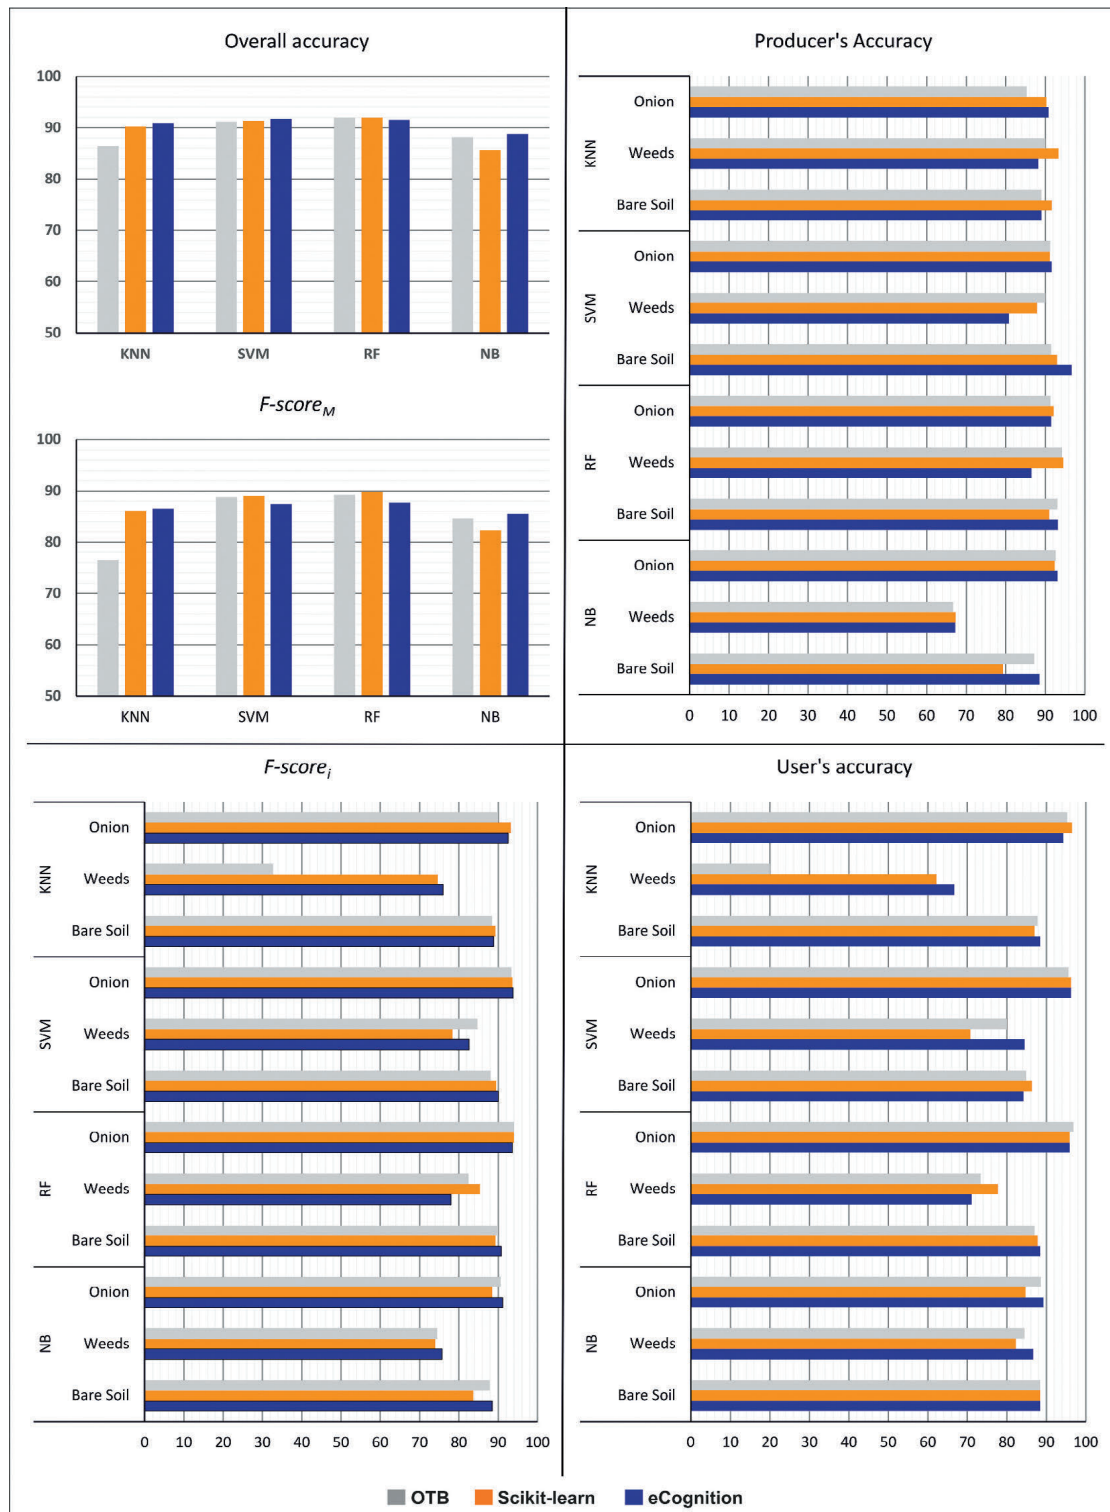 Overall accuracy
100
90
80
70
60
50
KNN SVM RF NB
F-scoreM
100
90
80
70
60
50
KNN SVM RF NB
Producer's Accuracy
KNN
Onion
Weeds
Bare Soil
SVM
Onion
Weeds
Bare Soil
RF
Onion
Weeds
Bare Soil
NB
Onion
Weeds
Bare Soil
0 10 20 30 40 50 60 70 80 90 100
F-scorei
KNN
Onion
Weeds
Bare Soil
SVM
Onion
Weeds
Bare Soil
RF
Onion
Weeds
Bare Soil
NB
Onion
Weeds
Bare Soil
0 10 20 30 40 50 60 70 80 90 100
User's accuracy
KNN
Onion
Weeds
Bare Soil
SVM
Onion
Weeds
Bare Soil
RF
Onion
Weeds
Bare Soil
NB
Onion
Weeds
Bare Soil
0 10 20 30 40 50 60 70 80 90 100
OTB Scikit-learn eCognition